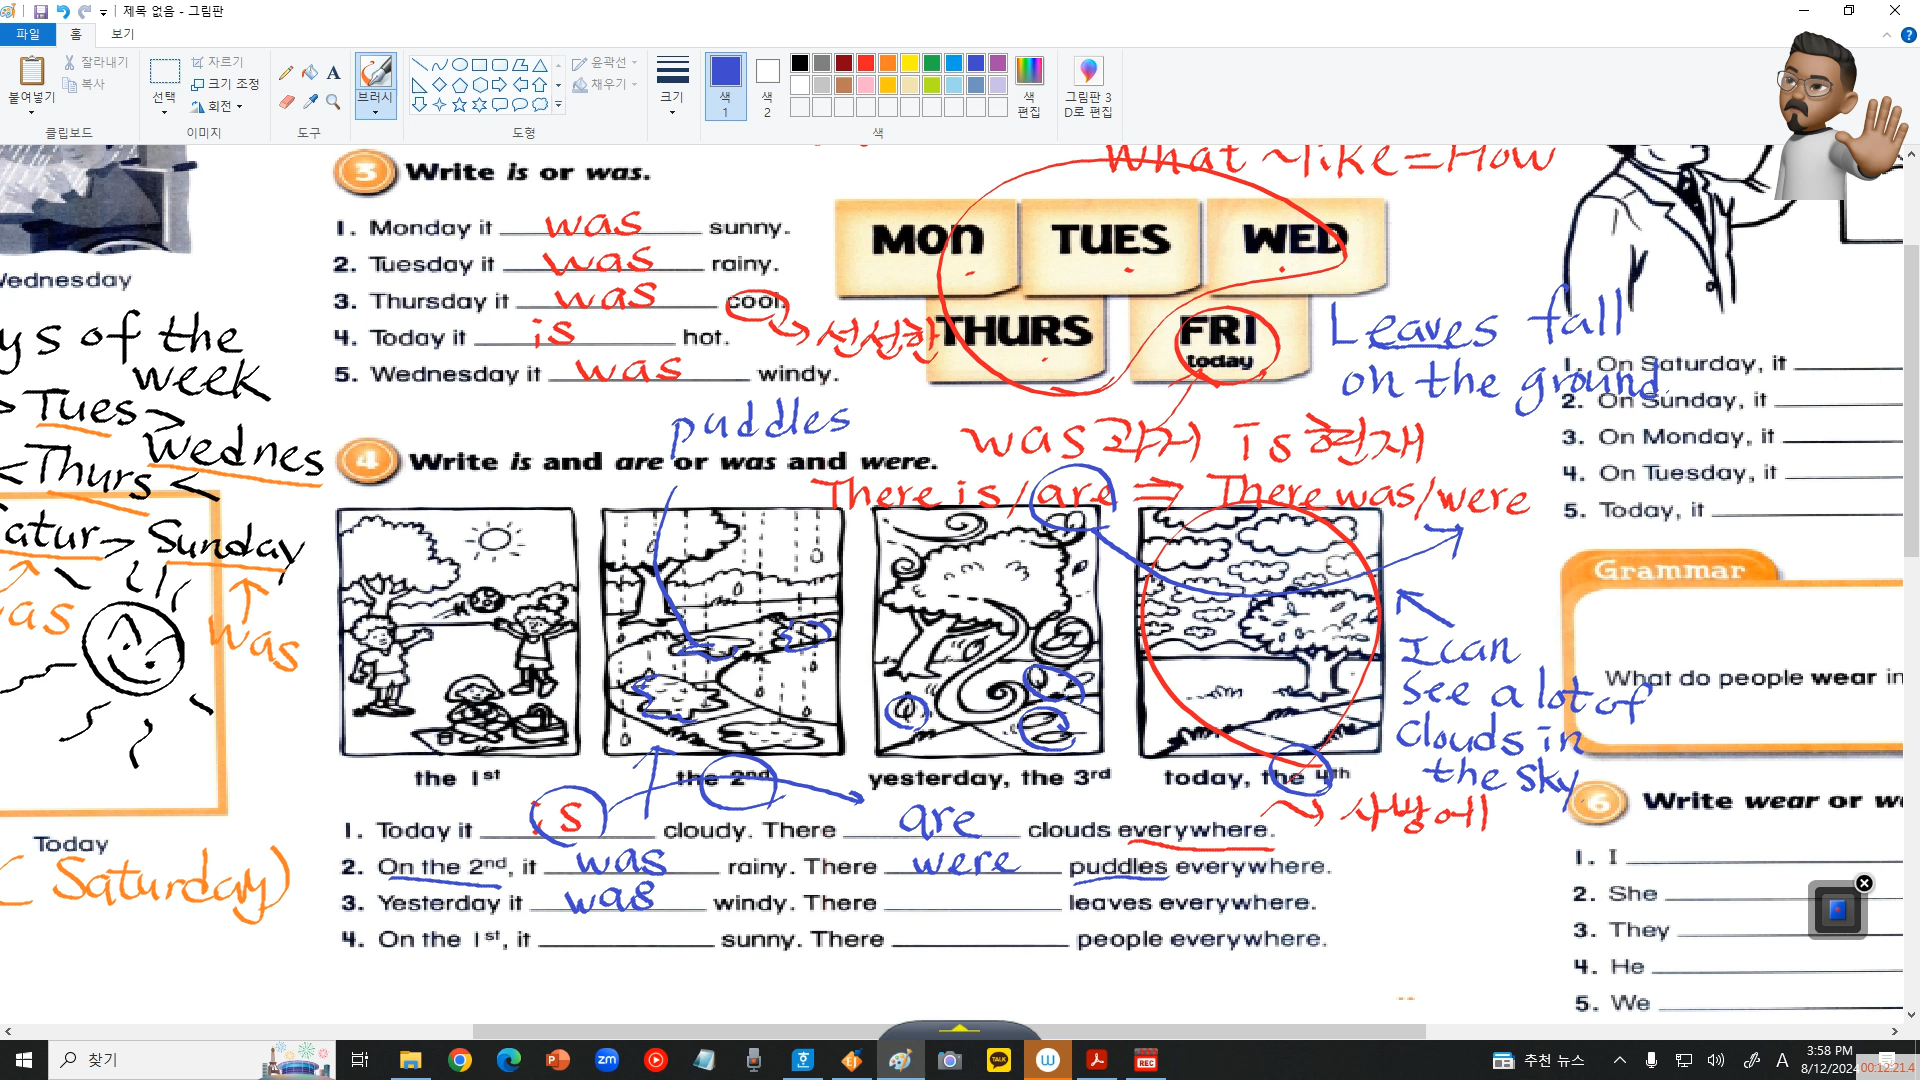 제목 없음 - 그림판
파일 홈 보기
붙여넣기 잘라내기 복사 클립보드
선택 자르기 크기 조정 회전 이미지
도구
브러시
윤곽선 채우기 도형
크기
색 1 색 2 색 편집 색
그림판 3D로 편집
What ~like = How
3 Write is or was.
1. Monday it was sunny.
2. Tuesday it was rainy.
3. Thursday it was cool.
4. Today it is hot.
5. Wednesday it was windy.
선선한
MON TUES WED
THURS FRI
today
Leaves fall
on the ground.
was 과거 is 현재
There is / are ⇒ There was/were
puddles
4 Write is and are or was and were.
the 1st
the 2nd
yesterday, the 3rd
today, the 4th
I can
see a lot of
clouds in
the sky
사방에
1. Today it is cloudy. There are clouds everywhere.
2. On the 2nd, it was rainy. There were puddles everywhere.
3. Yesterday it was windy. There leaves everywhere.
4. On the 1st, it sunny. There people everywhere.
Wednesday
ys of the
week
> Tues >
Wednes
< Thurs <
Satur > Sunday
was was
Today
( Saturday)
1. On Saturday, it
2. On Sunday, it
3. On Monday, it
4. On Tuesday, it
5. Today, it
Grammar
What do people wear in
6 Write wear or w
1. I
2. She
3. They
4. He
5. We
찾기
zm
TALK
W
REC
추천 뉴스
A
3:58 PM
8/12/2024
00:12:21.4